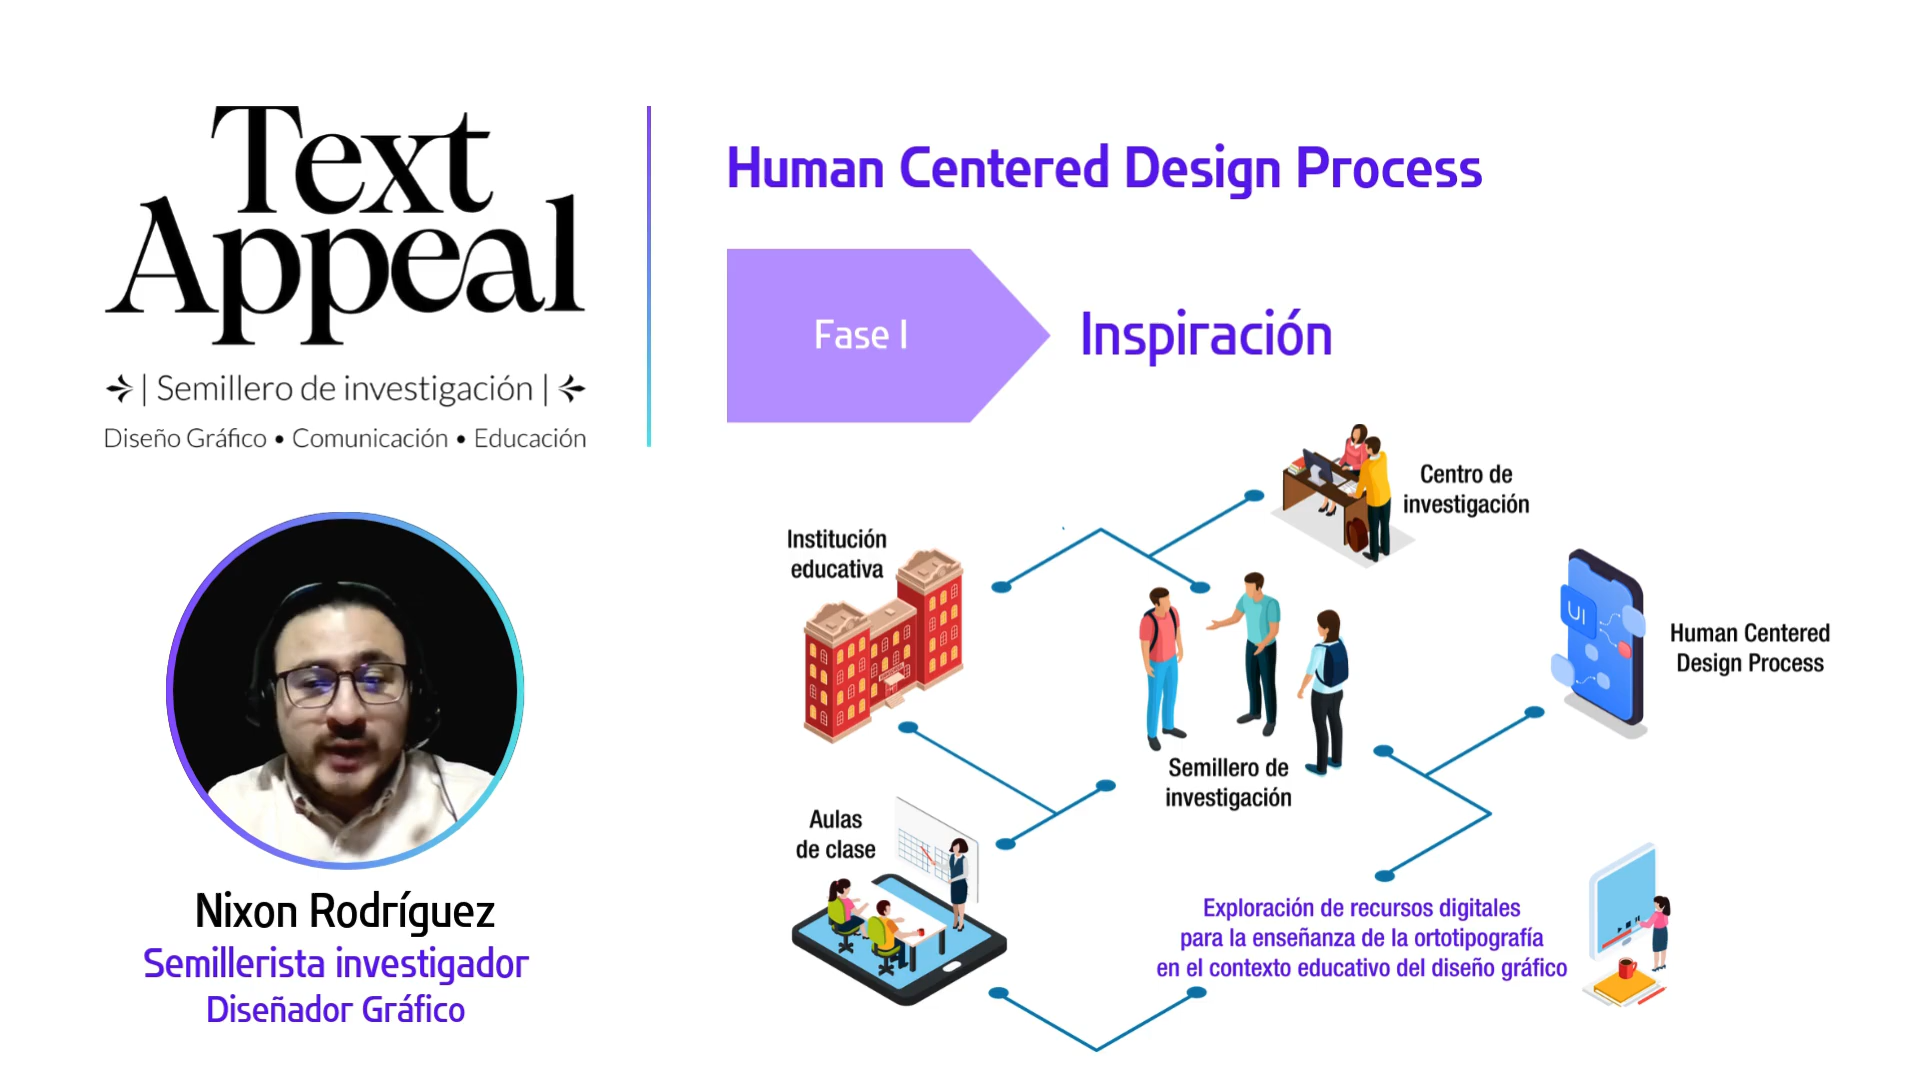 Text
Appeal
| Semillero de investigación |
Diseño Gráfico • Comunicación • Educación
Nixon Rodríguez
Semillerista investigador
Diseñador Gráfico
Human Centered Design Process
Fase I
Inspiración
Centro de
investigación
Institución
educativa
UI
Human Centered
Design Process
Semillero de
investigación
Aulas
de clase
Exploración de recursos digitales
para la enseñanza de la ortotipografía
en el contexto educativo del diseño gráfico